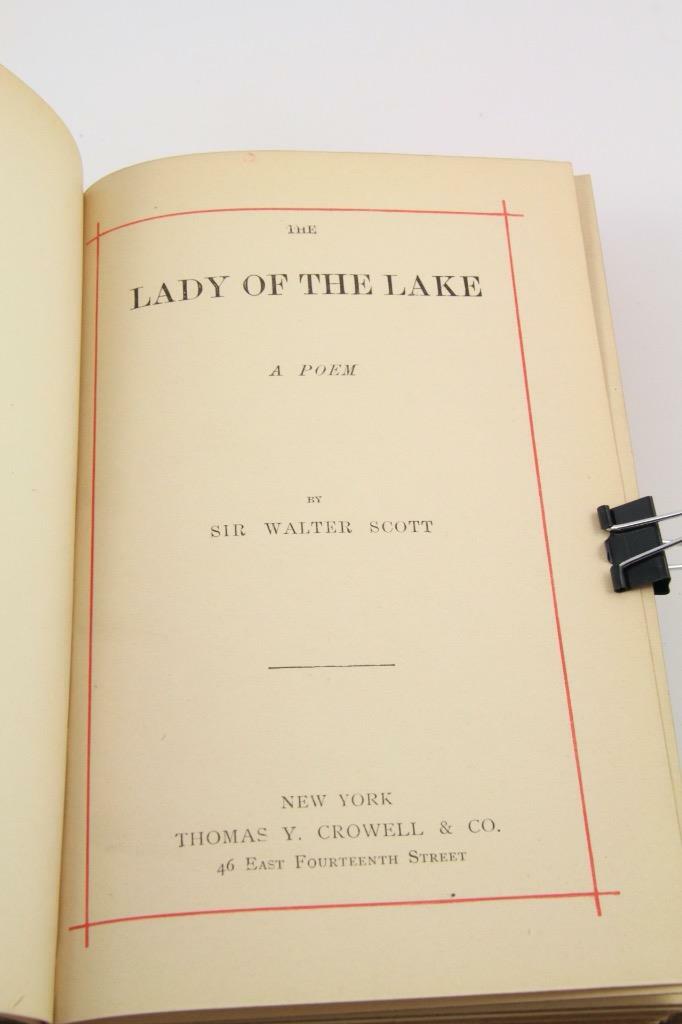 THE
LADY OF THE LAKE
A POEM
BY
SIR WALTER SCOTT
NEW YORK
THOMAS Y. CROWELL & CO.
46 EAST FOURTEENTH STREET